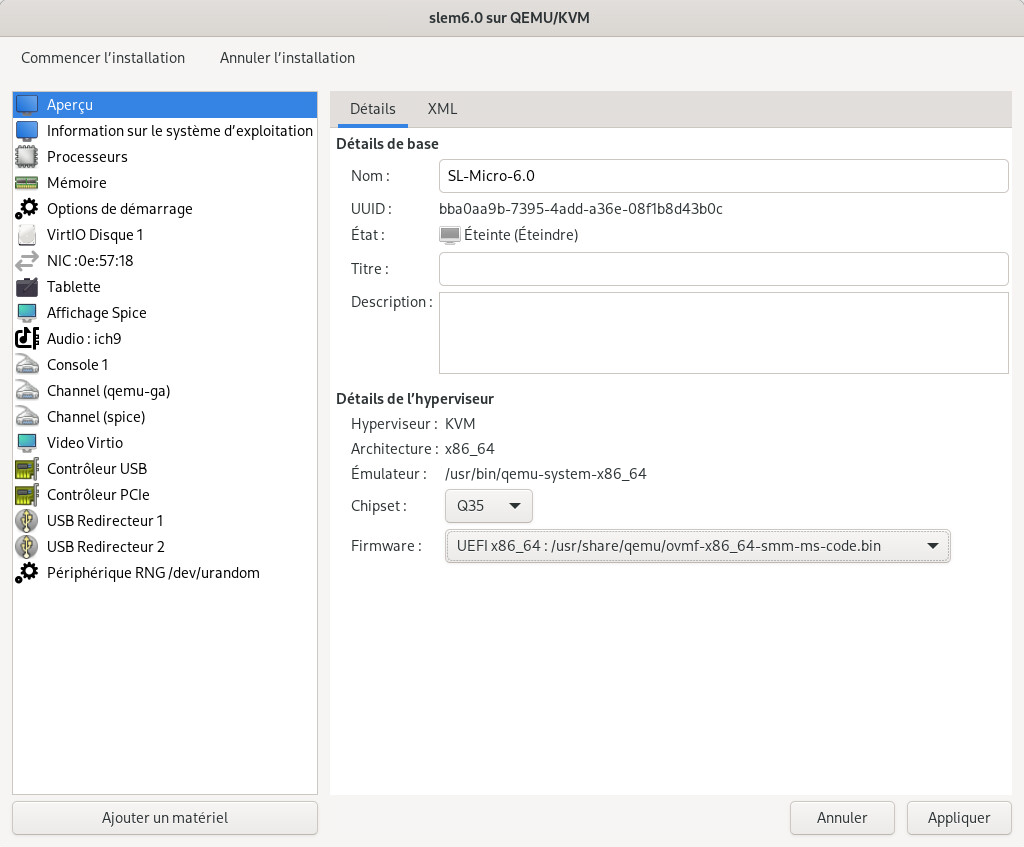 slem6.0 sur QEMU/KVM
Commencer l’installation Annuler l’installation
Aperçu
Information sur le système d’exploitation
Processeurs
Mémoire
Options de démarrage
VirtIO Disque 1
NIC :0e:57:18
Tablette
Affichage Spice
Audio : ich9
Console 1
Channel (qemu-ga)
Channel (spice)
Video Virtio
Contrôleur USB
Contrôleur PCIe
USB Redirecteur 1
USB Redirecteur 2
Périphérique RNG /dev/urandom
Ajouter un matériel
Détails XML
Détails de base
Nom : SL-Micro-6.0
UUID : bba0aa9b-7395-4add-a36e-08f1b8d43b0c
État : Éteinte (Éteindre)
Titre :
Description :
Détails de l’hyperviseur
Hyperviseur : KVM
Architecture : x86_64
Émulateur : /usr/bin/qemu-system-x86_64
Chipset : Q35
Firmware : UEFI x86_64 : /usr/share/qemu/ovmf-x86_64-smm-ms-code.bin
Annuler Appliquer